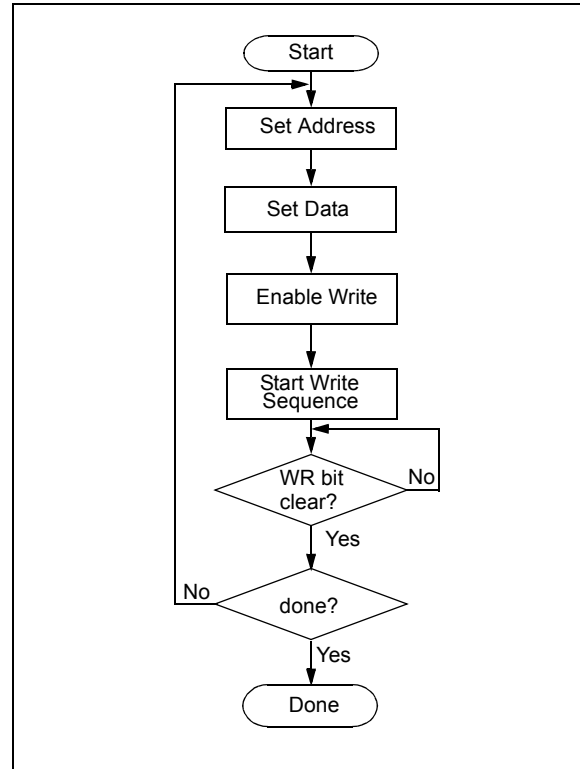 Start
Set Address
Set Data
Enable Write
Start Write
Sequence
WR bit
clear?
No
Yes
No
done?
Yes
Done